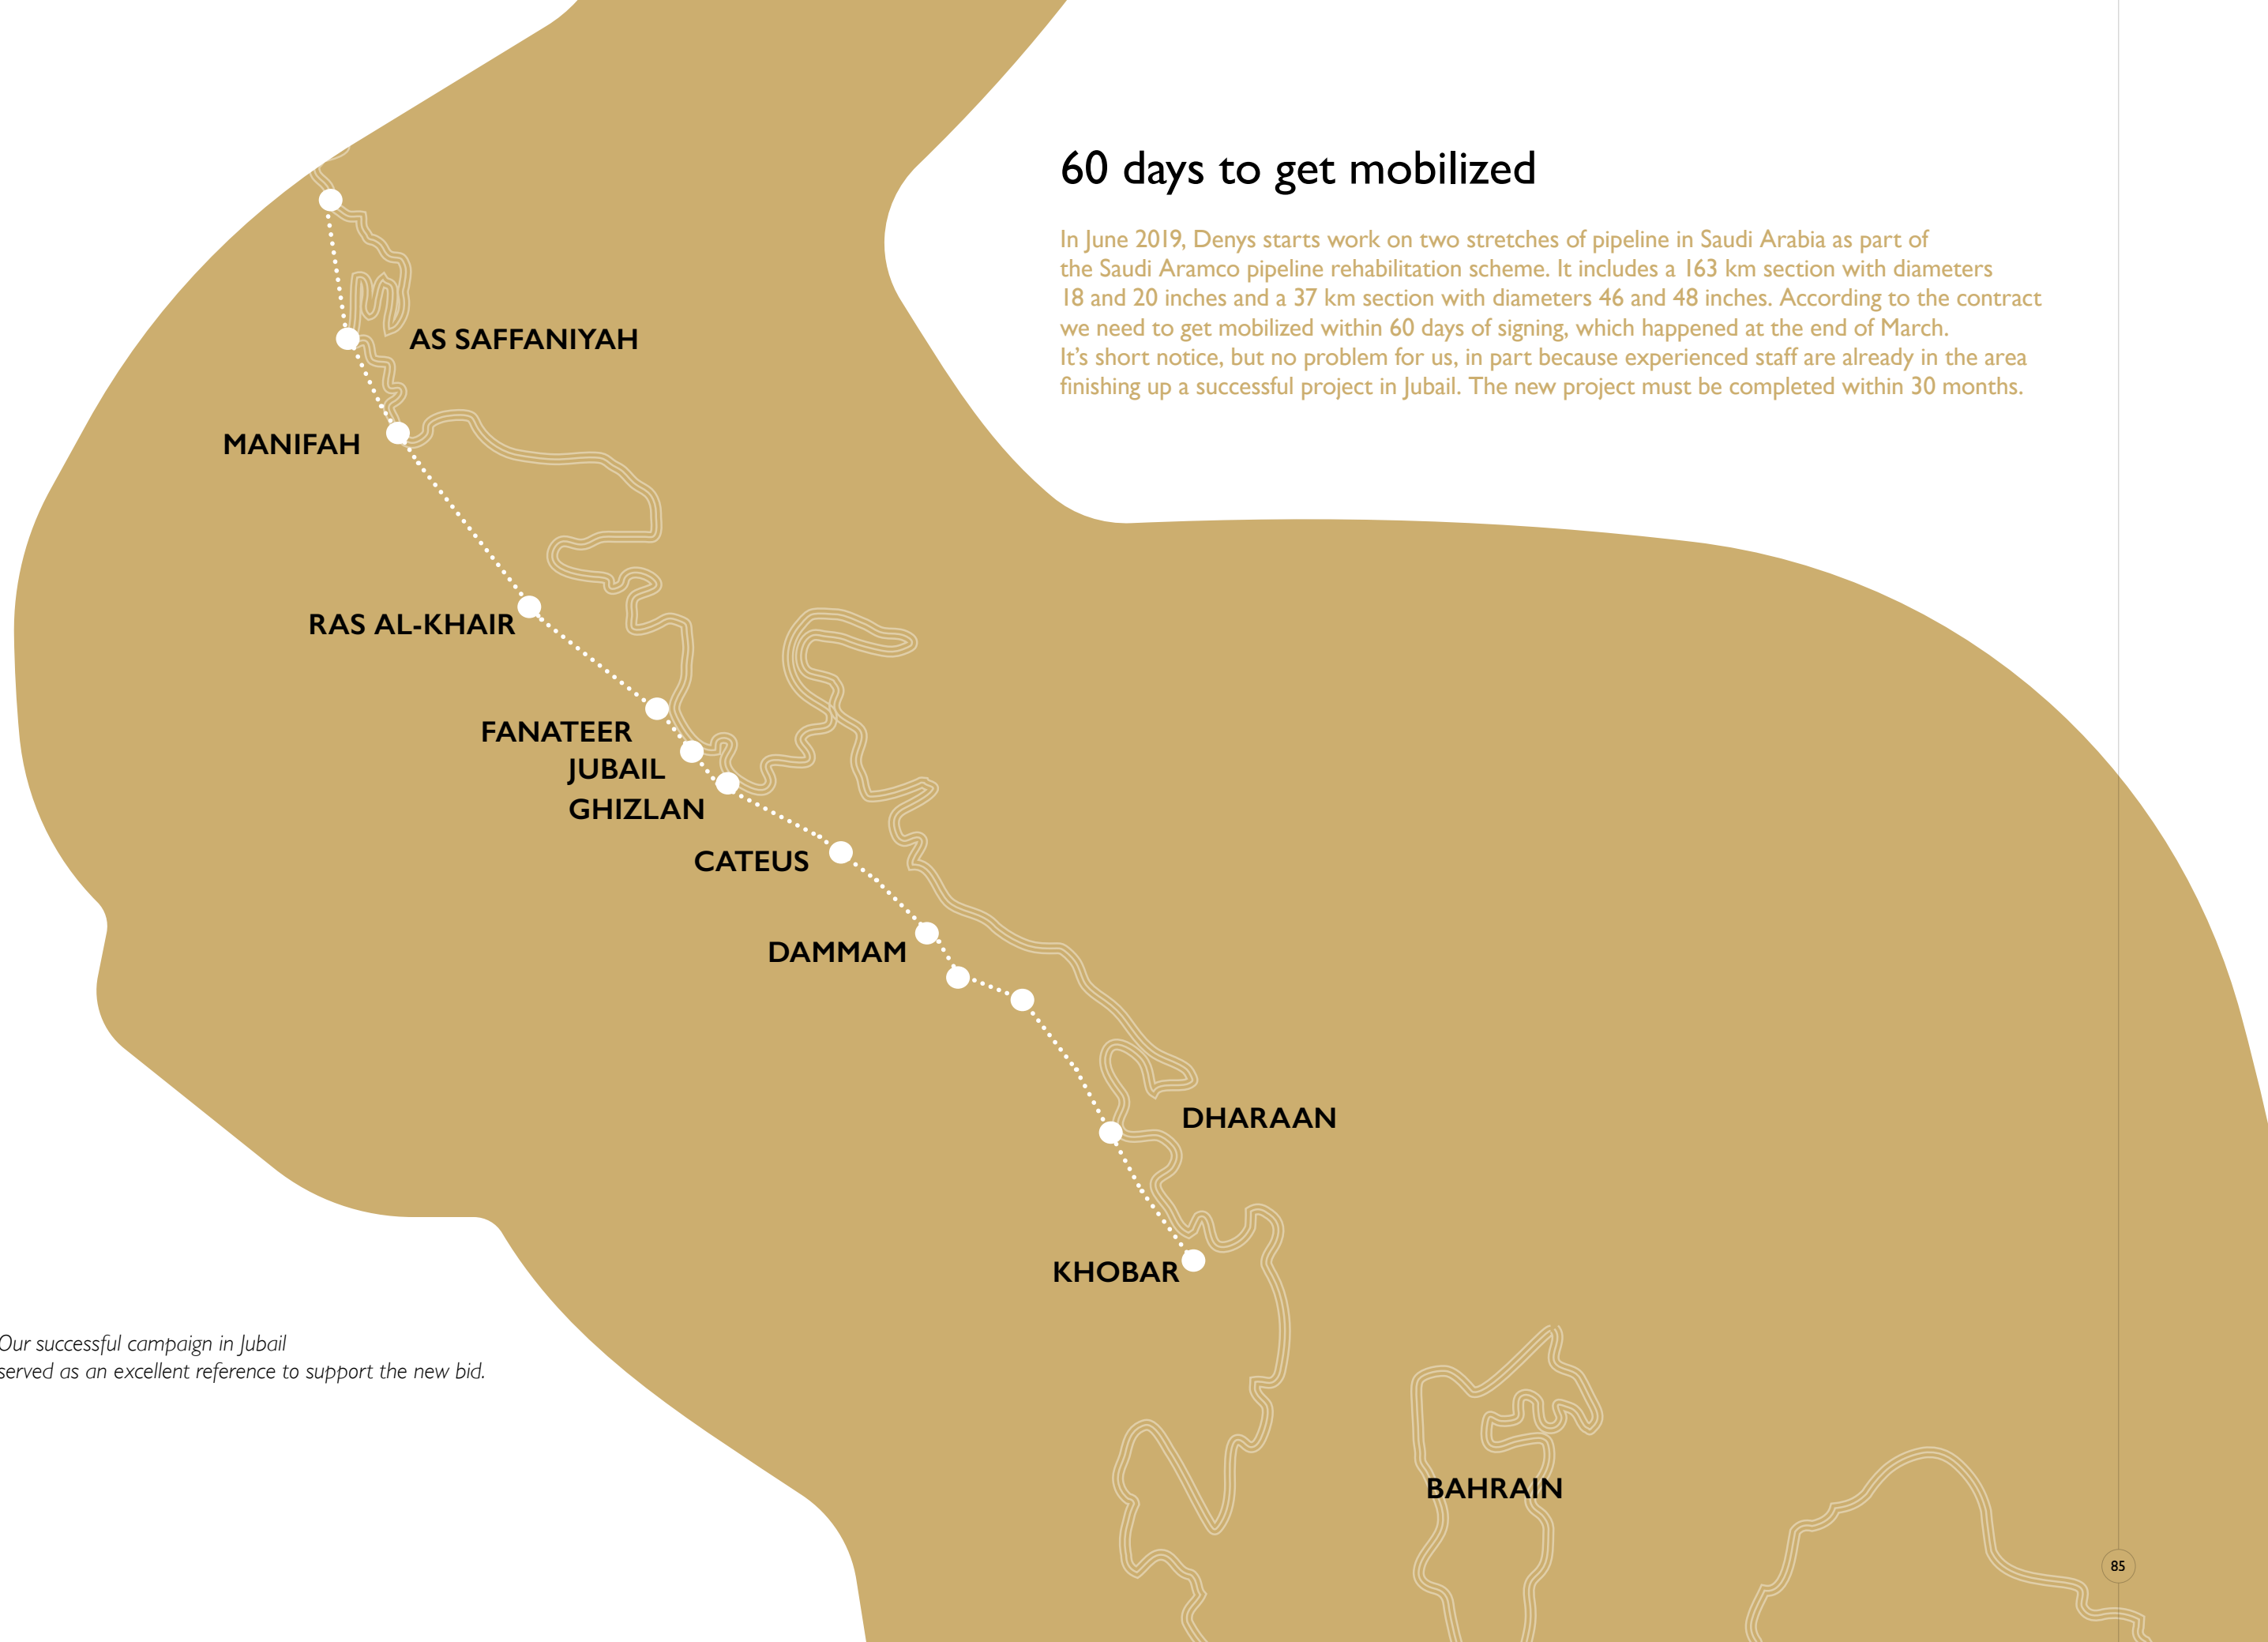 60 days to get mobilized
In June 2019, Denys starts work on two stretches of pipeline in Saudi Arabia as part of
the Saudi Aramco pipeline rehabilitation scheme. It includes a 163 km section with diameters
18 and 20 inches and a 37 km section with diameters 46 and 48 inches. According to the contract
we need to get mobilized within 60 days of signing, which happened at the end of March.
It’s short notice, but no problem for us, in part because experienced staff are already in the area
finishing up a successful project in Jubail. The new project must be completed within 30 months.
AS SAFFANIYAH
MANIFAH
RAS AL-KHAIR
FANATEER
JUBAIL
GHIZLAN
CATEUS
DAMMAM
DHARAAN
KHOBAR
Our successful campaign in Jubail
served as an excellent reference to support the new bid.
BAHRAIN
85